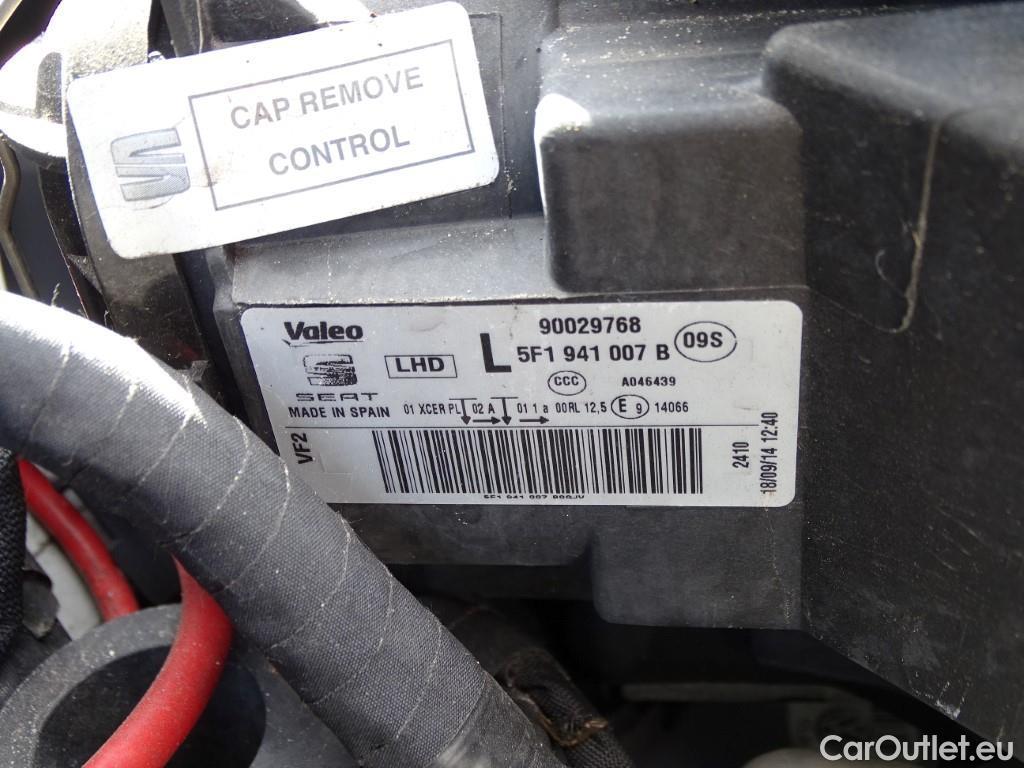 CAP REMOVE
CONTROL
Valeo
SEAT
MADE IN SPAIN
LHD
L
90029768
5F1 941 007 B
09S
CCC
A046439
01 XCER PL 02 A 01 1 a 00RL 12,5 E 9 14066
VF2
2410
18/09/14 12:40
CarOutlet.eu